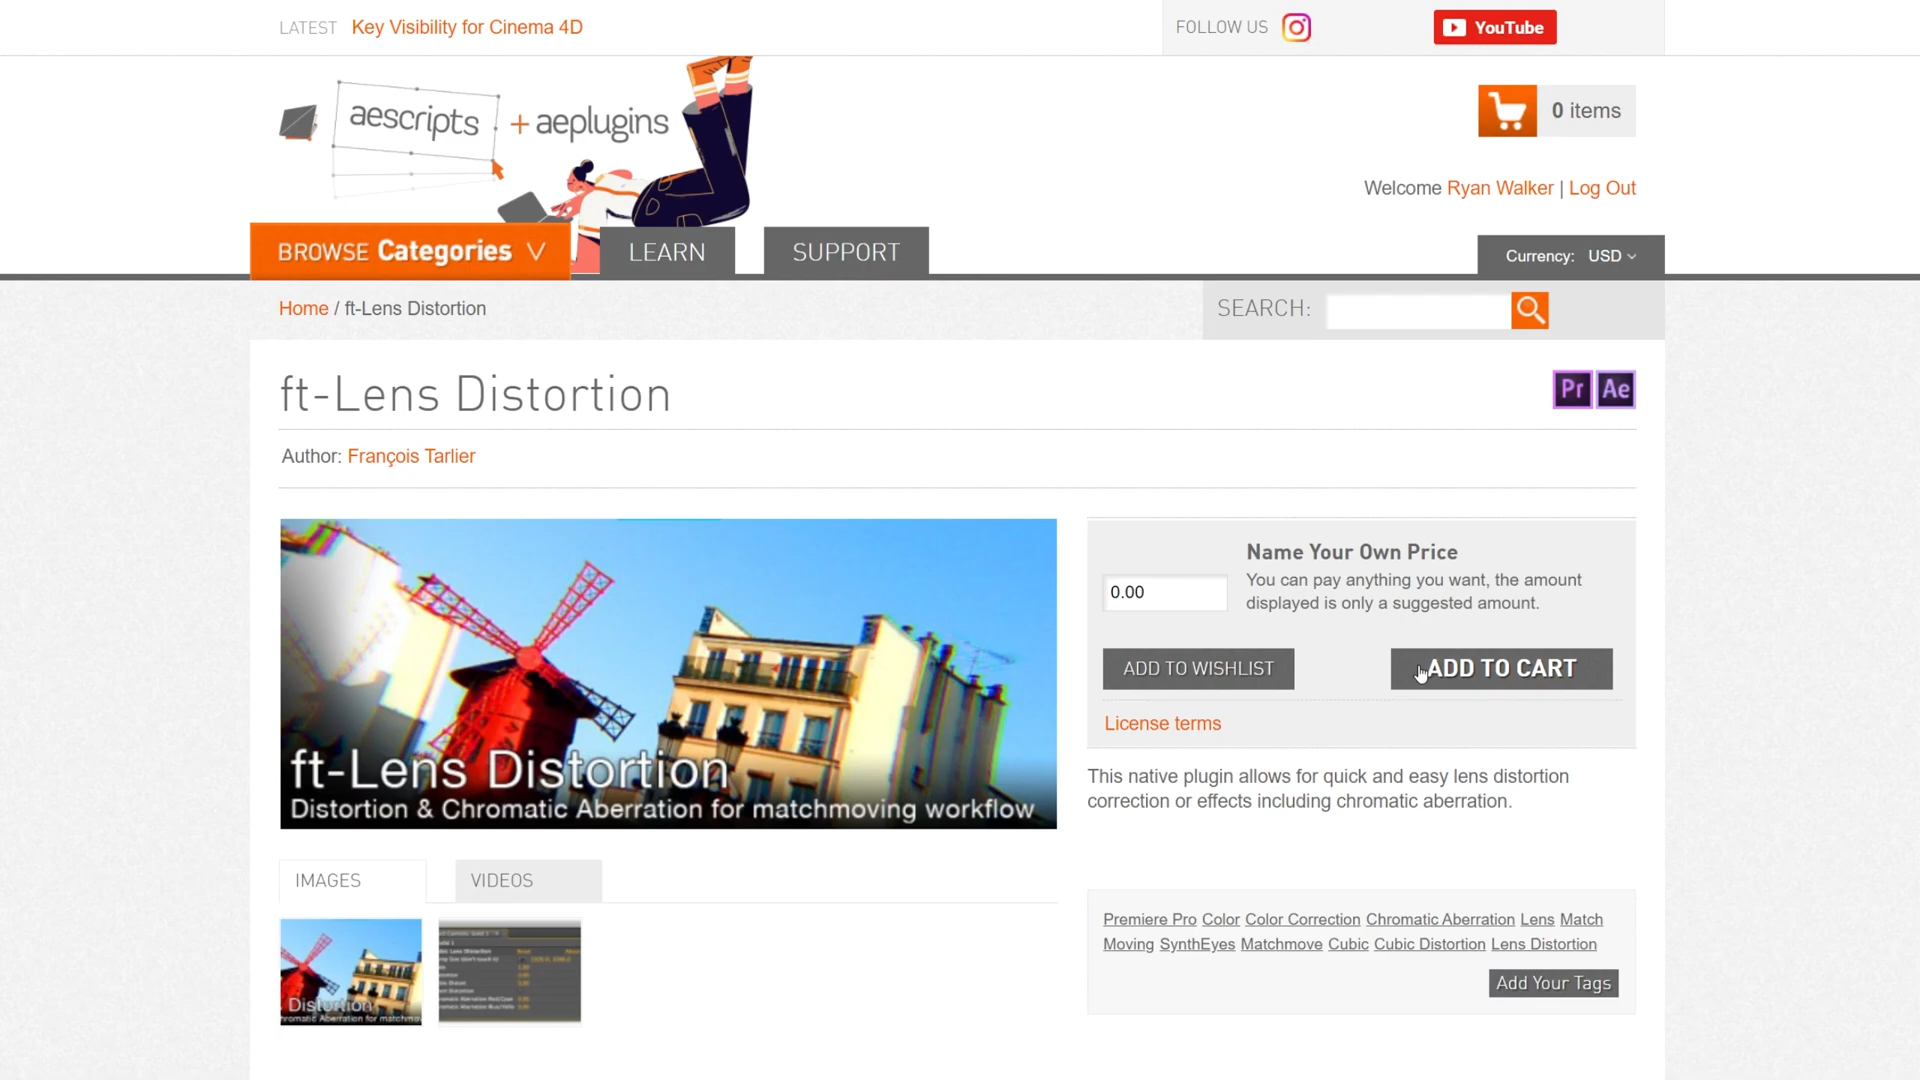 LATEST Key Visibility for Cinema 4D
FOLLOW US
YouTube
aescripts + aeplugins
0 items
Welcome Ryan Walker | Log Out
BROWSE Categories
LEARN
SUPPORT
Currency: USD
Home / ft-Lens Distortion
SEARCH:
ft-Lens Distortion
Pr Ae
Author: François Tarlier
ft-Lens Distortion
Distortion & Chromatic Aberration for matchmoving workflow
Name Your Own Price
0.00
You can pay anything you want, the amount
displayed is only a suggested amount.
ADD TO WISHLIST
ADD TO CART
License terms
This native plugin allows for quick and easy lens distortion
correction or effects including chromatic aberration.
IMAGES
VIDEOS
Distortion
Premiere Pro Color Color Correction Chromatic Aberration Lens Match
Moving SynthEyes Matchmove Cubic Cubic Distortion Lens Distortion
Add Your Tags